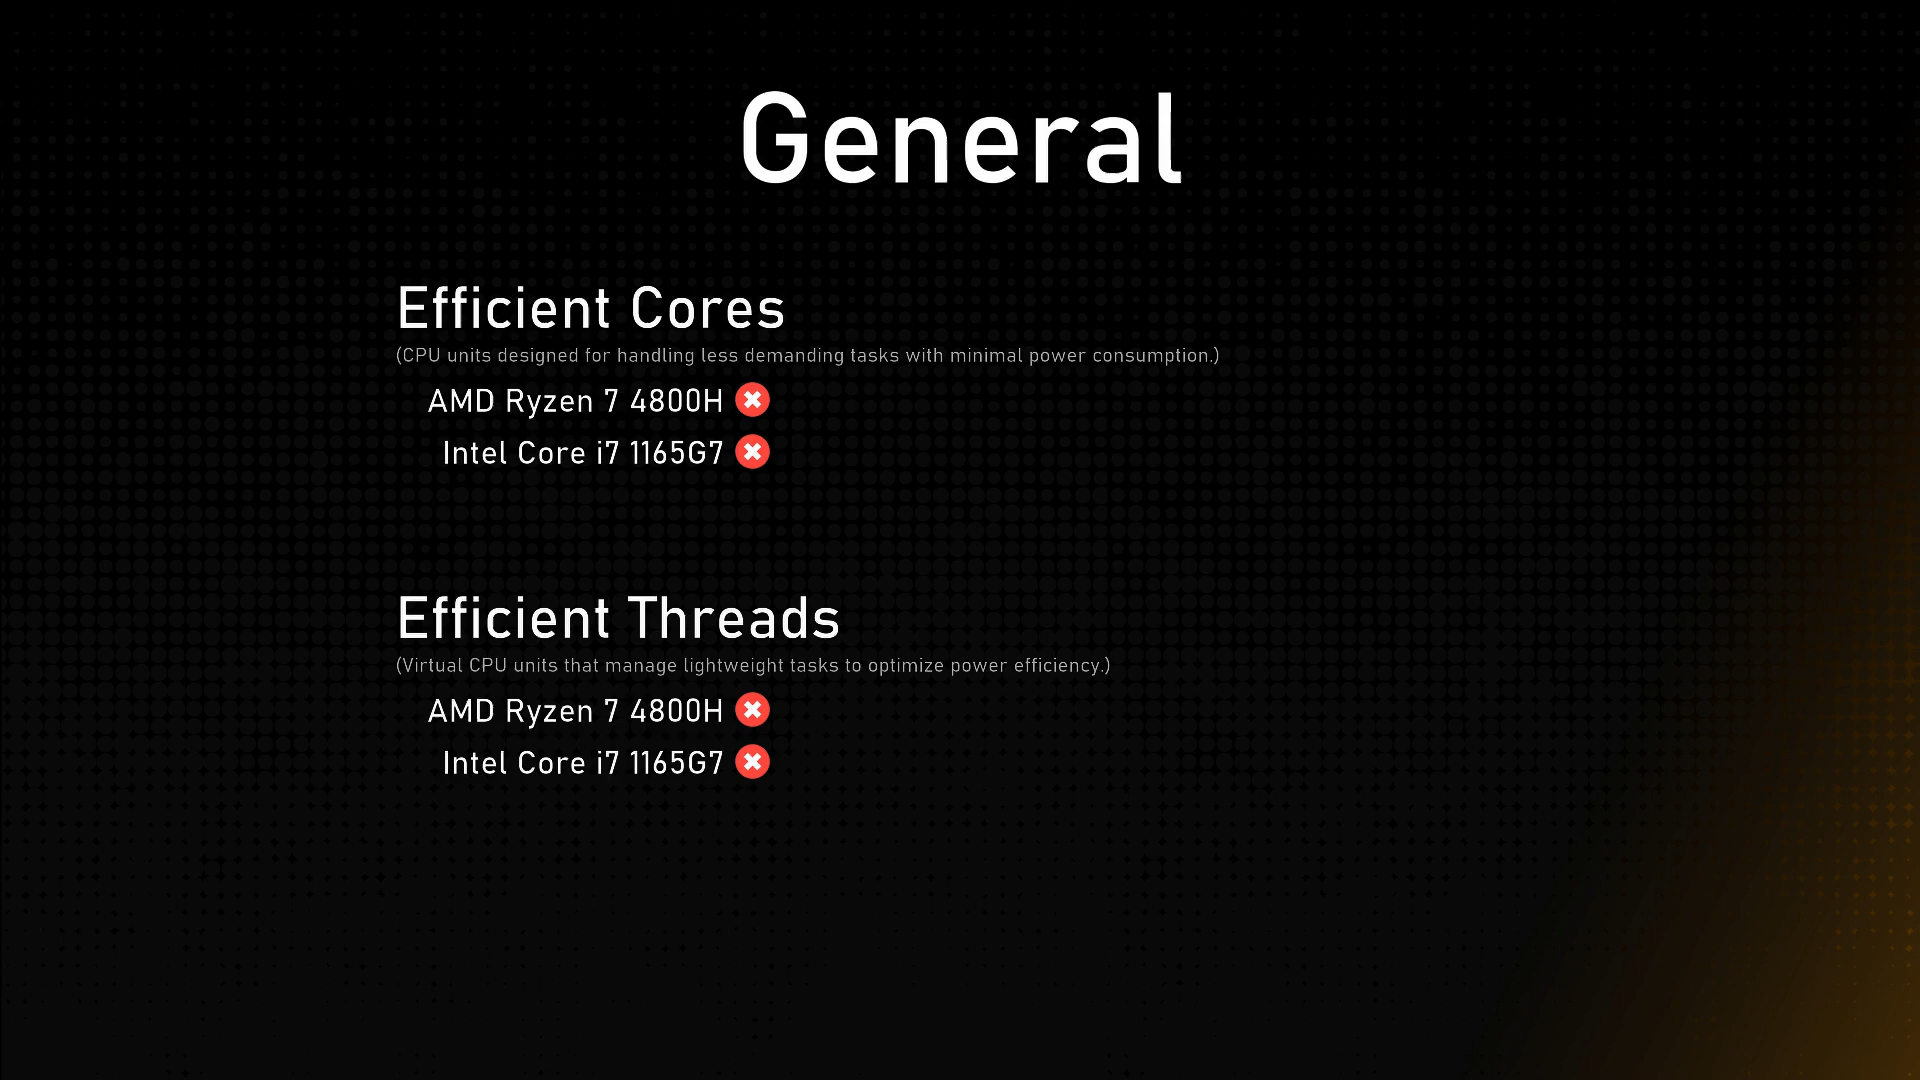 General
Efficient Cores
(CPU units designed for handling less demanding tasks with minimal power consumption.)
AMD Ryzen 7 4800H
Intel Core i7 1165G7
Efficient Threads
(Virtual CPU units that manage lightweight tasks to optimize power efficiency.)
AMD Ryzen 7 4800H
Intel Core i7 1165G7